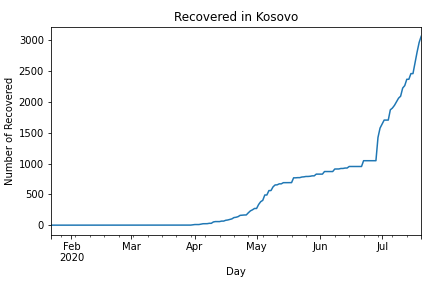 Recovered in Kosovo
Number of Recovered
3000
2500
2000
1500
1000
500
0
Feb
2020
Mar
Apr
May
Jun
Jul
Day